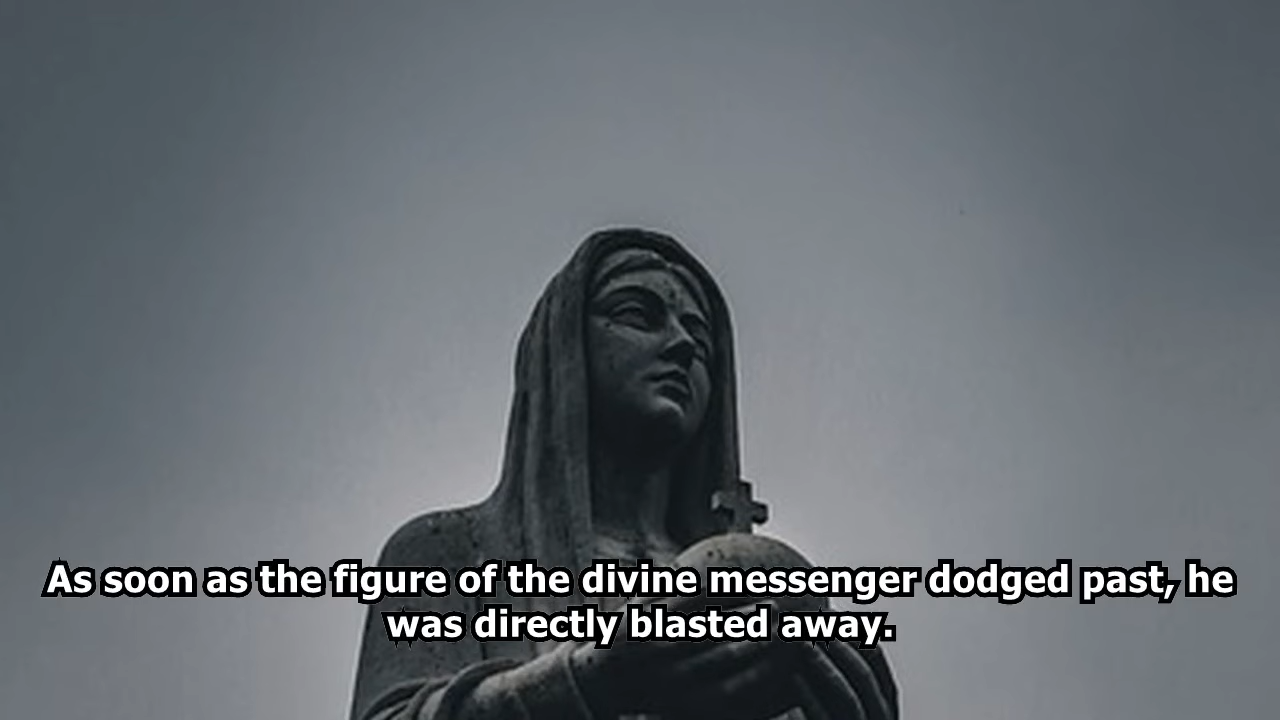 As soon as the figure of the divine messenger dodged past, he
was directly blasted away.